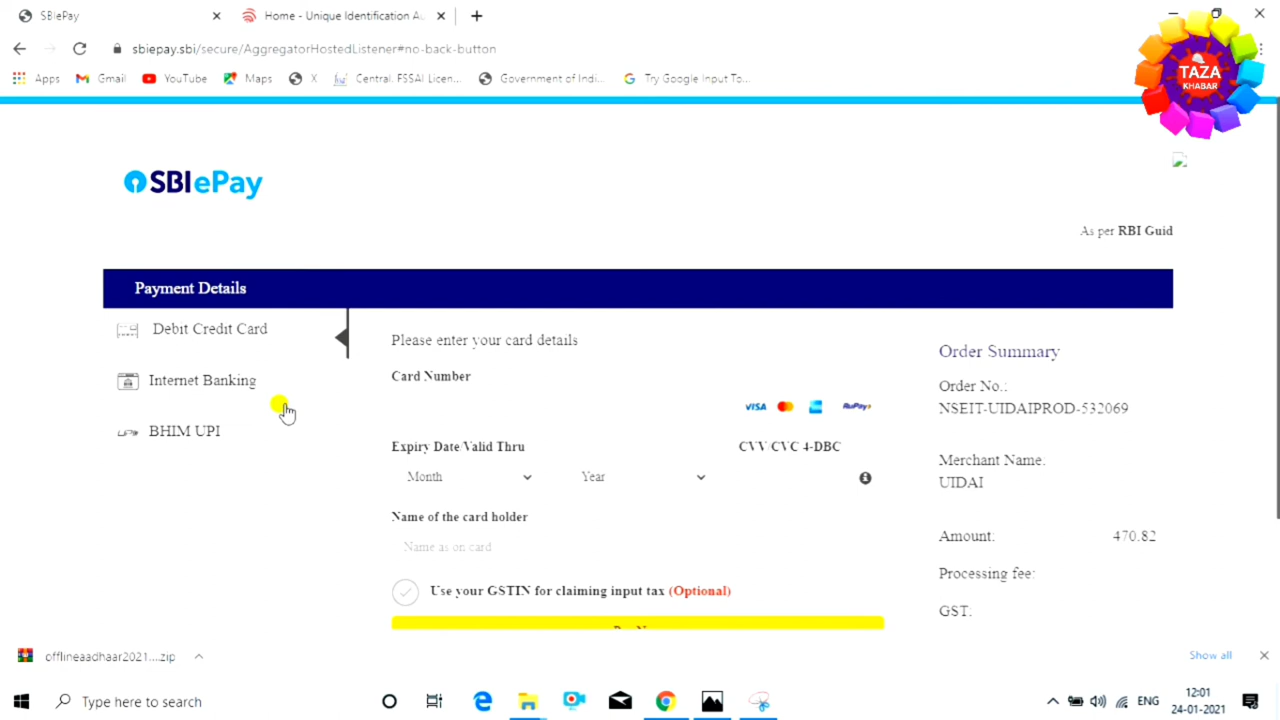 SBIePay
Home - Unique Identification Au
sbiepay.sbi/secure/AggregatorHostedListener#no-back-button
Apps
Gmail
YouTube
Maps
X
Central. FSSAI Licen...
Government of Indi...
Try Google Input To...
TAZA
KHABAR
SBIePay
As per RBI Guid
Payment Details
Debit Credit Card
Internet Banking
BHIM UPI
Please enter your card details
Card Number
VISA
RuPay
Expiry Date/Valid Thru
CVV CVC 4-DBC
Month
Year
Name of the card holder
Name as on card
Use your GSTIN for claiming input tax (Optional)
Order Summary
Order No.:
NSEIT-UIDAIPROD-532069
Merchant Name:
UIDAI
Amount: 470.82
Processing fee:
GST:
offlineaadhaar2021....zip
Show all
Type here to search
ENG
12:01
24-01-2021